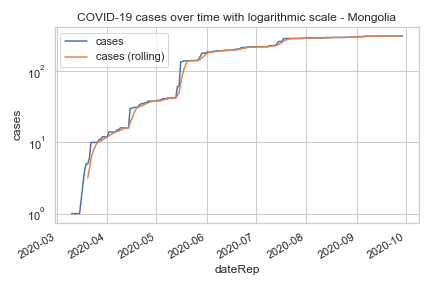 COVID-19 cases over time with logarithmic scale - Mongolia
cases
cases (rolling)
10²
10¹
10⁰
cases
2020-03
2020-04
2020-05
2020-06
2020-07
2020-08
2020-09
2020-10
dateRep